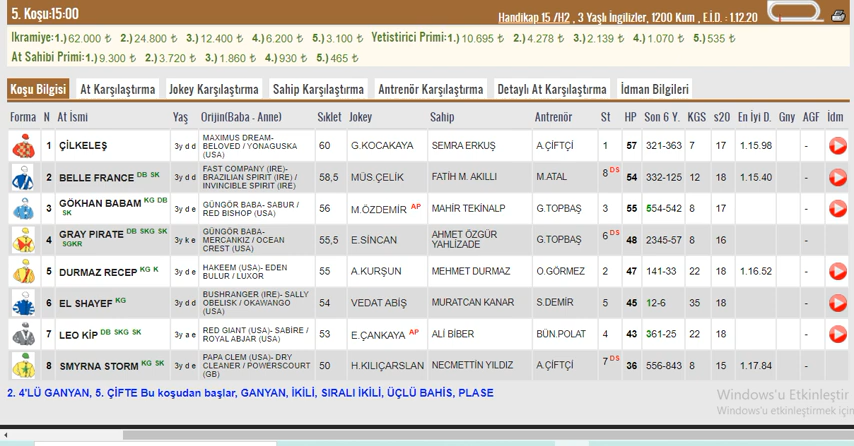 5. Koşu:15:00
Handikap 15 /H2 , 3 Yaşlı İngilizler, 1200 Kum , E.İ.D. : 1.12.20
İkramiye:1.) 62.000 ₺ 2.) 24.800 ₺ 3.) 12.400 ₺ 4.) 6.200 ₺ 5.) 3.100 ₺ Yetistirici Primi:1.) 10.695 ₺ 2.) 4.278 ₺ 3.) 2.139 ₺ 4.) 1.070 ₺ 5.) 535 ₺
At Sahibi Primi:1.) 9.300 ₺ 2.) 3.720 ₺ 3.) 1.860 ₺ 4.) 930 ₺ 5.) 465 ₺
Koşu Bilgisi At Karşılaştırma Jokey Karşılaştırma Sahip Karşılaştırma Antrenör Karşılaştırma Detaylı At Karşılaştırma İdman Bilgileri
Forma N At İsmi Yaş Orijin(Baba - Anne) Sıklet Jokey Sahip Antrenör St HP Son 6 Y. KGS s20 En İyi D. Gny AGF İdm
1 ÇİLKELEŞ 3y d d MAXIMUS DREAM- BELOVED / YONAGUSKA (USA) 60 G.KOCAKAYA SEMRA ERKUŞ A.ÇİFTÇİ 1 57 321-363 7 17 1.15.98 -
2 BELLE FRANCE DB SK 3y d d FAST COMPANY (IRE)- BRAZILIAN SPIRIT (IRE) / INVINCIBLE SPIRIT (IRE) 58,5 MÜS.ÇELİK FATİH M. AKILLI M.ATAL 8 DS 54 332-125 12 18 1.15.40 -
3 GÖKHAN BABAM KG DB SK 3y d e GÜNGÖR BABA- SABUR / RED BISHOP (USA) 56 M.ÖZDEMİR AP MAHİR TEKİNALP G.TOPBAŞ 3 55 554-542 8 17 -
4 GRAY PIRATE DB SKG SK SGKR 3y k e GÜNGÖR BABA- MERCANKIZ / OCEAN CREST (USA) 55,5 E.SİNCAN AHMET ÖZGÜR YAHLİZADE G.TOPBAŞ 6 DS 48 2345-57 8 16 -
5 DURMAZ RECEP KG K 3y d e HAKEEM (USA)- EDEN BULUR / LUXOR 55 A.KURŞUN MEHMET DURMAZ O.GÖRMEZ 2 47 141-33 22 18 1.16.52 -
6 EL SHAYEF KG 3y d e BUSHRANGER (IRE)- SALLY OBELISK / OKAWANGO (USA) 54 VEDAT ABİŞ MURATCAN KANAR S.DEMİR 5 45 12-6 35 18 -
7 LEO KİP DB SKG SK 3y a e RED GIANT (USA)- SABİRE / ROYAL ABJAR (USA) 53 E.ÇANKAYA AP ALİ BİBER BÜN.POLAT 4 43 361-25 22 18 -
8 SMYRNA STORM KG SK 3y d e PAPA CLEM (USA)- DRY CLEANER / POWERSCOURT (GB) 50 H.KILIÇARSLAN NECMETTİN YILDIZ A.ÇİFTÇİ 7 DS 36 556-843 8 15 1.17.84 -
2. 4'LÜ GANYAN, 5. ÇİFTE Bu koşudan başlar, GANYAN, İKİLİ, SIRALI İKİLİ, ÜÇLÜ BAHİS, PLASE
Windows'u Etkinleştir
Windows'u etkinleştirmek için